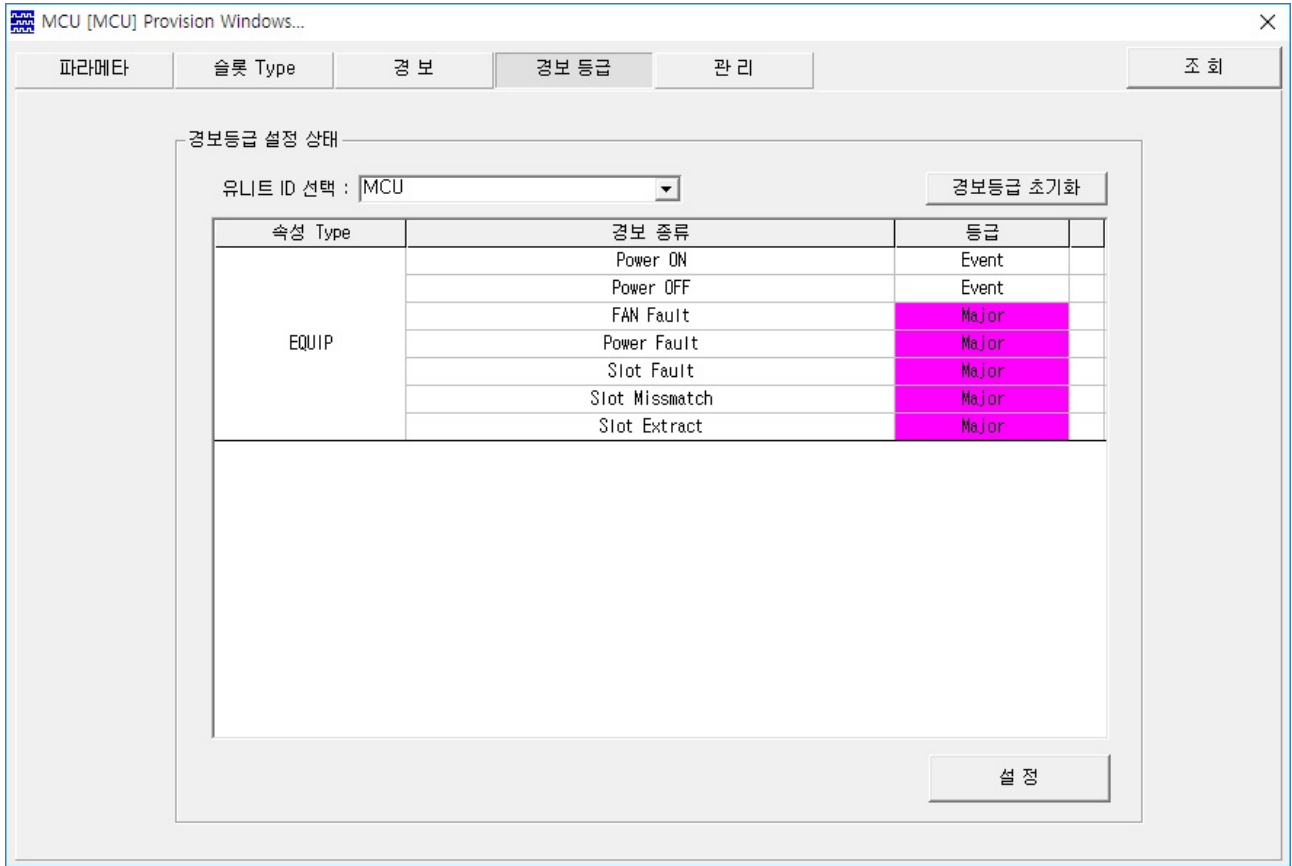 MCU [MCU] Provision Windows...
파라메타 슬롯 Type 경 보 경보 등급 관 리 조 회
경보등급 설정 상태
유니트 ID 선택 : MCU 경보등급 초기화
속성 Type 경보 종류 등급
Power ON Event
Power OFF Event
FAN Fault Major
EQUIP Power Fault Major
Slot Fault Major
Slot Missmatch Major
Slot Extract Major
설 정